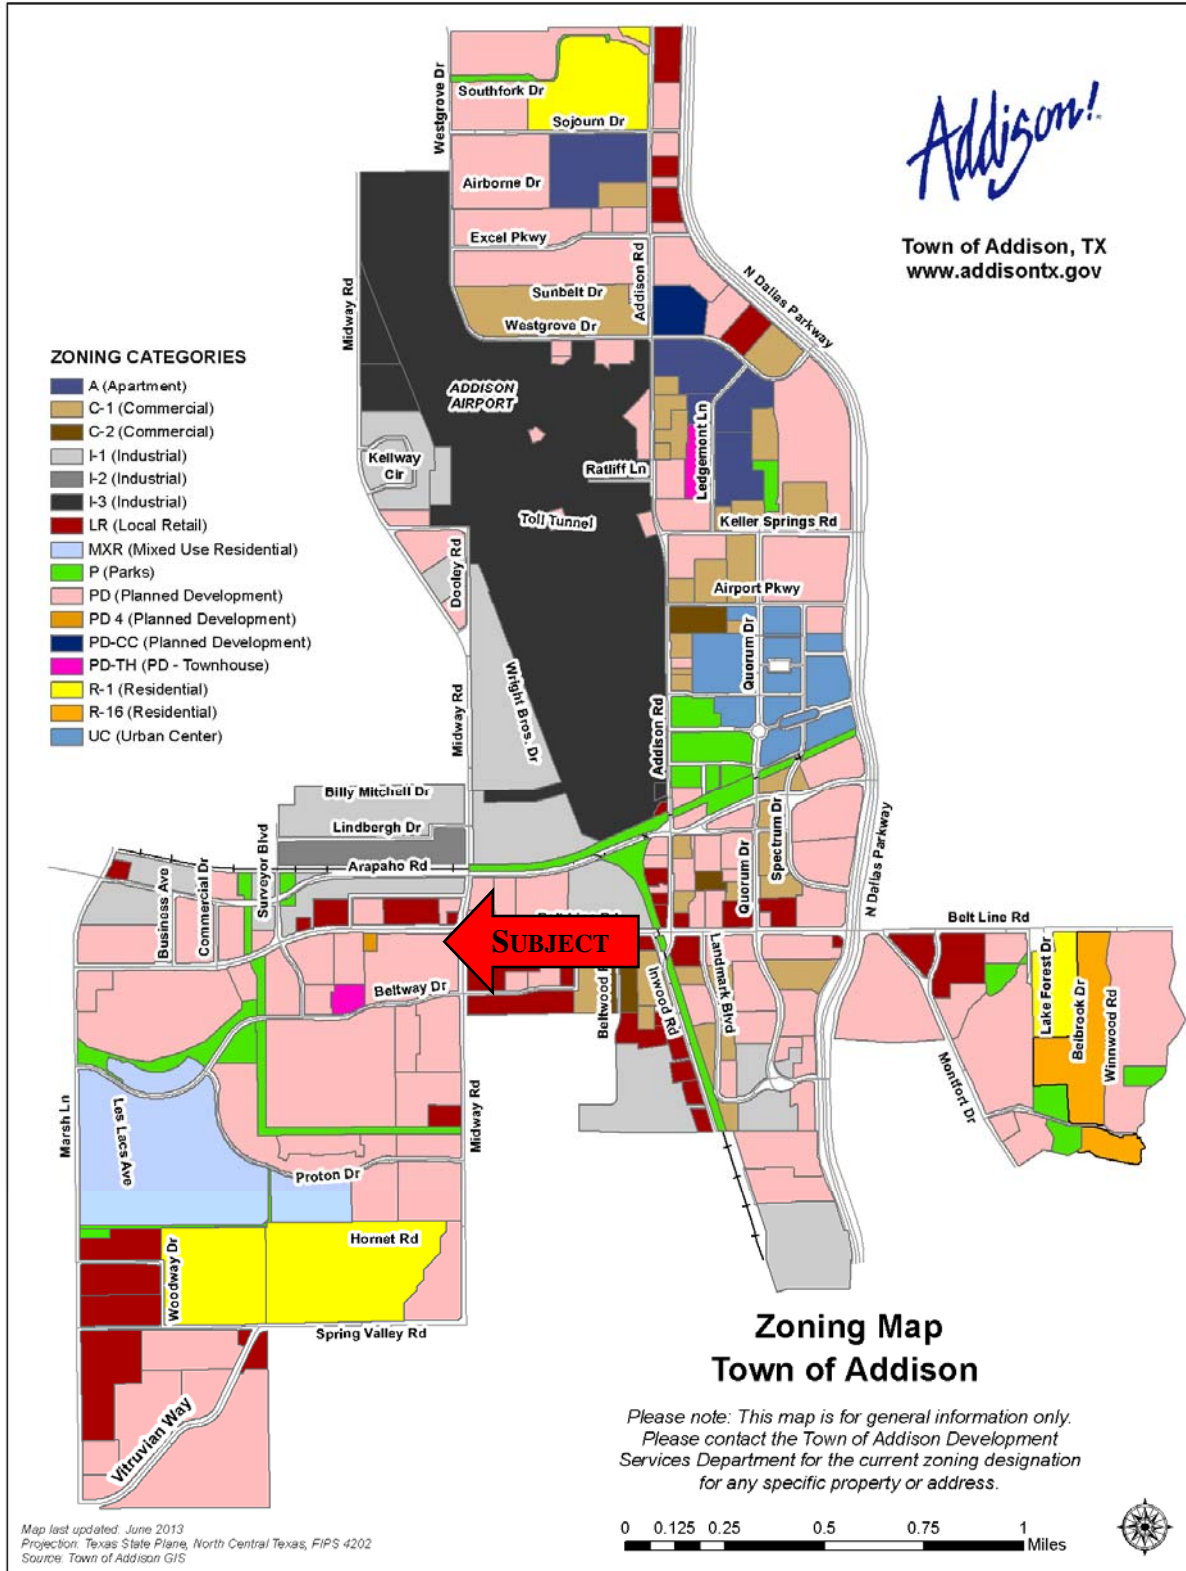 Addison!
Town of Addison, TX
www.addisontx.gov
Westgrove Dr
Southfork Dr
Sojourn Dr
Airborne Dr
Excel Pkwy
Addison Rd
N Dallas Parkway
Sunbelt Dr
Westgrove Dr
Midway Rd
ZONING CATEGORIES
A (Apartment)
C-1 (Commercial)
C-2 (Commercial)
I-1 (Industrial)
I-2 (Industrial)
I-3 (Industrial)
LR (Local Retail)
MXR (Mixed Use Residential)
P (Parks)
PD (Planned Development)
PD 4 (Planned Development)
PD-CC (Planned Development)
PD-TH (PD - Townhouse)
R-1 (Residential)
R-16 (Residential)
UC (Urban Center)
ADDISON
AIRPORT
Kellway
Cir
Ratliff Ln
Ledgemont Ln
Toll Tunnel
Keller Springs Rd
Dooley Rd
Airport Pkwy
Quorum Dr
Wright Bros. Dr
Midway Rd
Addison Rd
Billy Mitchell Dr
Lindbergh Dr
Arapaho Rd
Surveyor Blvd
Business Ave
Commercial Dr
Spectrum Dr
Quorum Dr
N Dallas Parkway
SUBJECT
Belt Line Rd
Beltway Dr
Beltwood
Inwood Rd
Landmark Blvd
Lake Forest Dr
Belbrook Dr
Winnwood Rd
Montfort Dr
Marsh Ln
Les Lacs Ave
Midway Rd
Proton Dr
Hornet Rd
Woodway Dr
Spring Valley Rd
Vitruvian Way
Zoning Map
Town of Addison
Please note: This map is for general information only.
Please contact the Town of Addison Development
Services Department for the current zoning designation
for any specific property or address.
0 0.125 0.25 0.5 0.75 1
Miles
Map last updated: June 2013
Projection: Texas State Plane, North Central Texas, FIPS 4202
Source: Town of Addison GIS